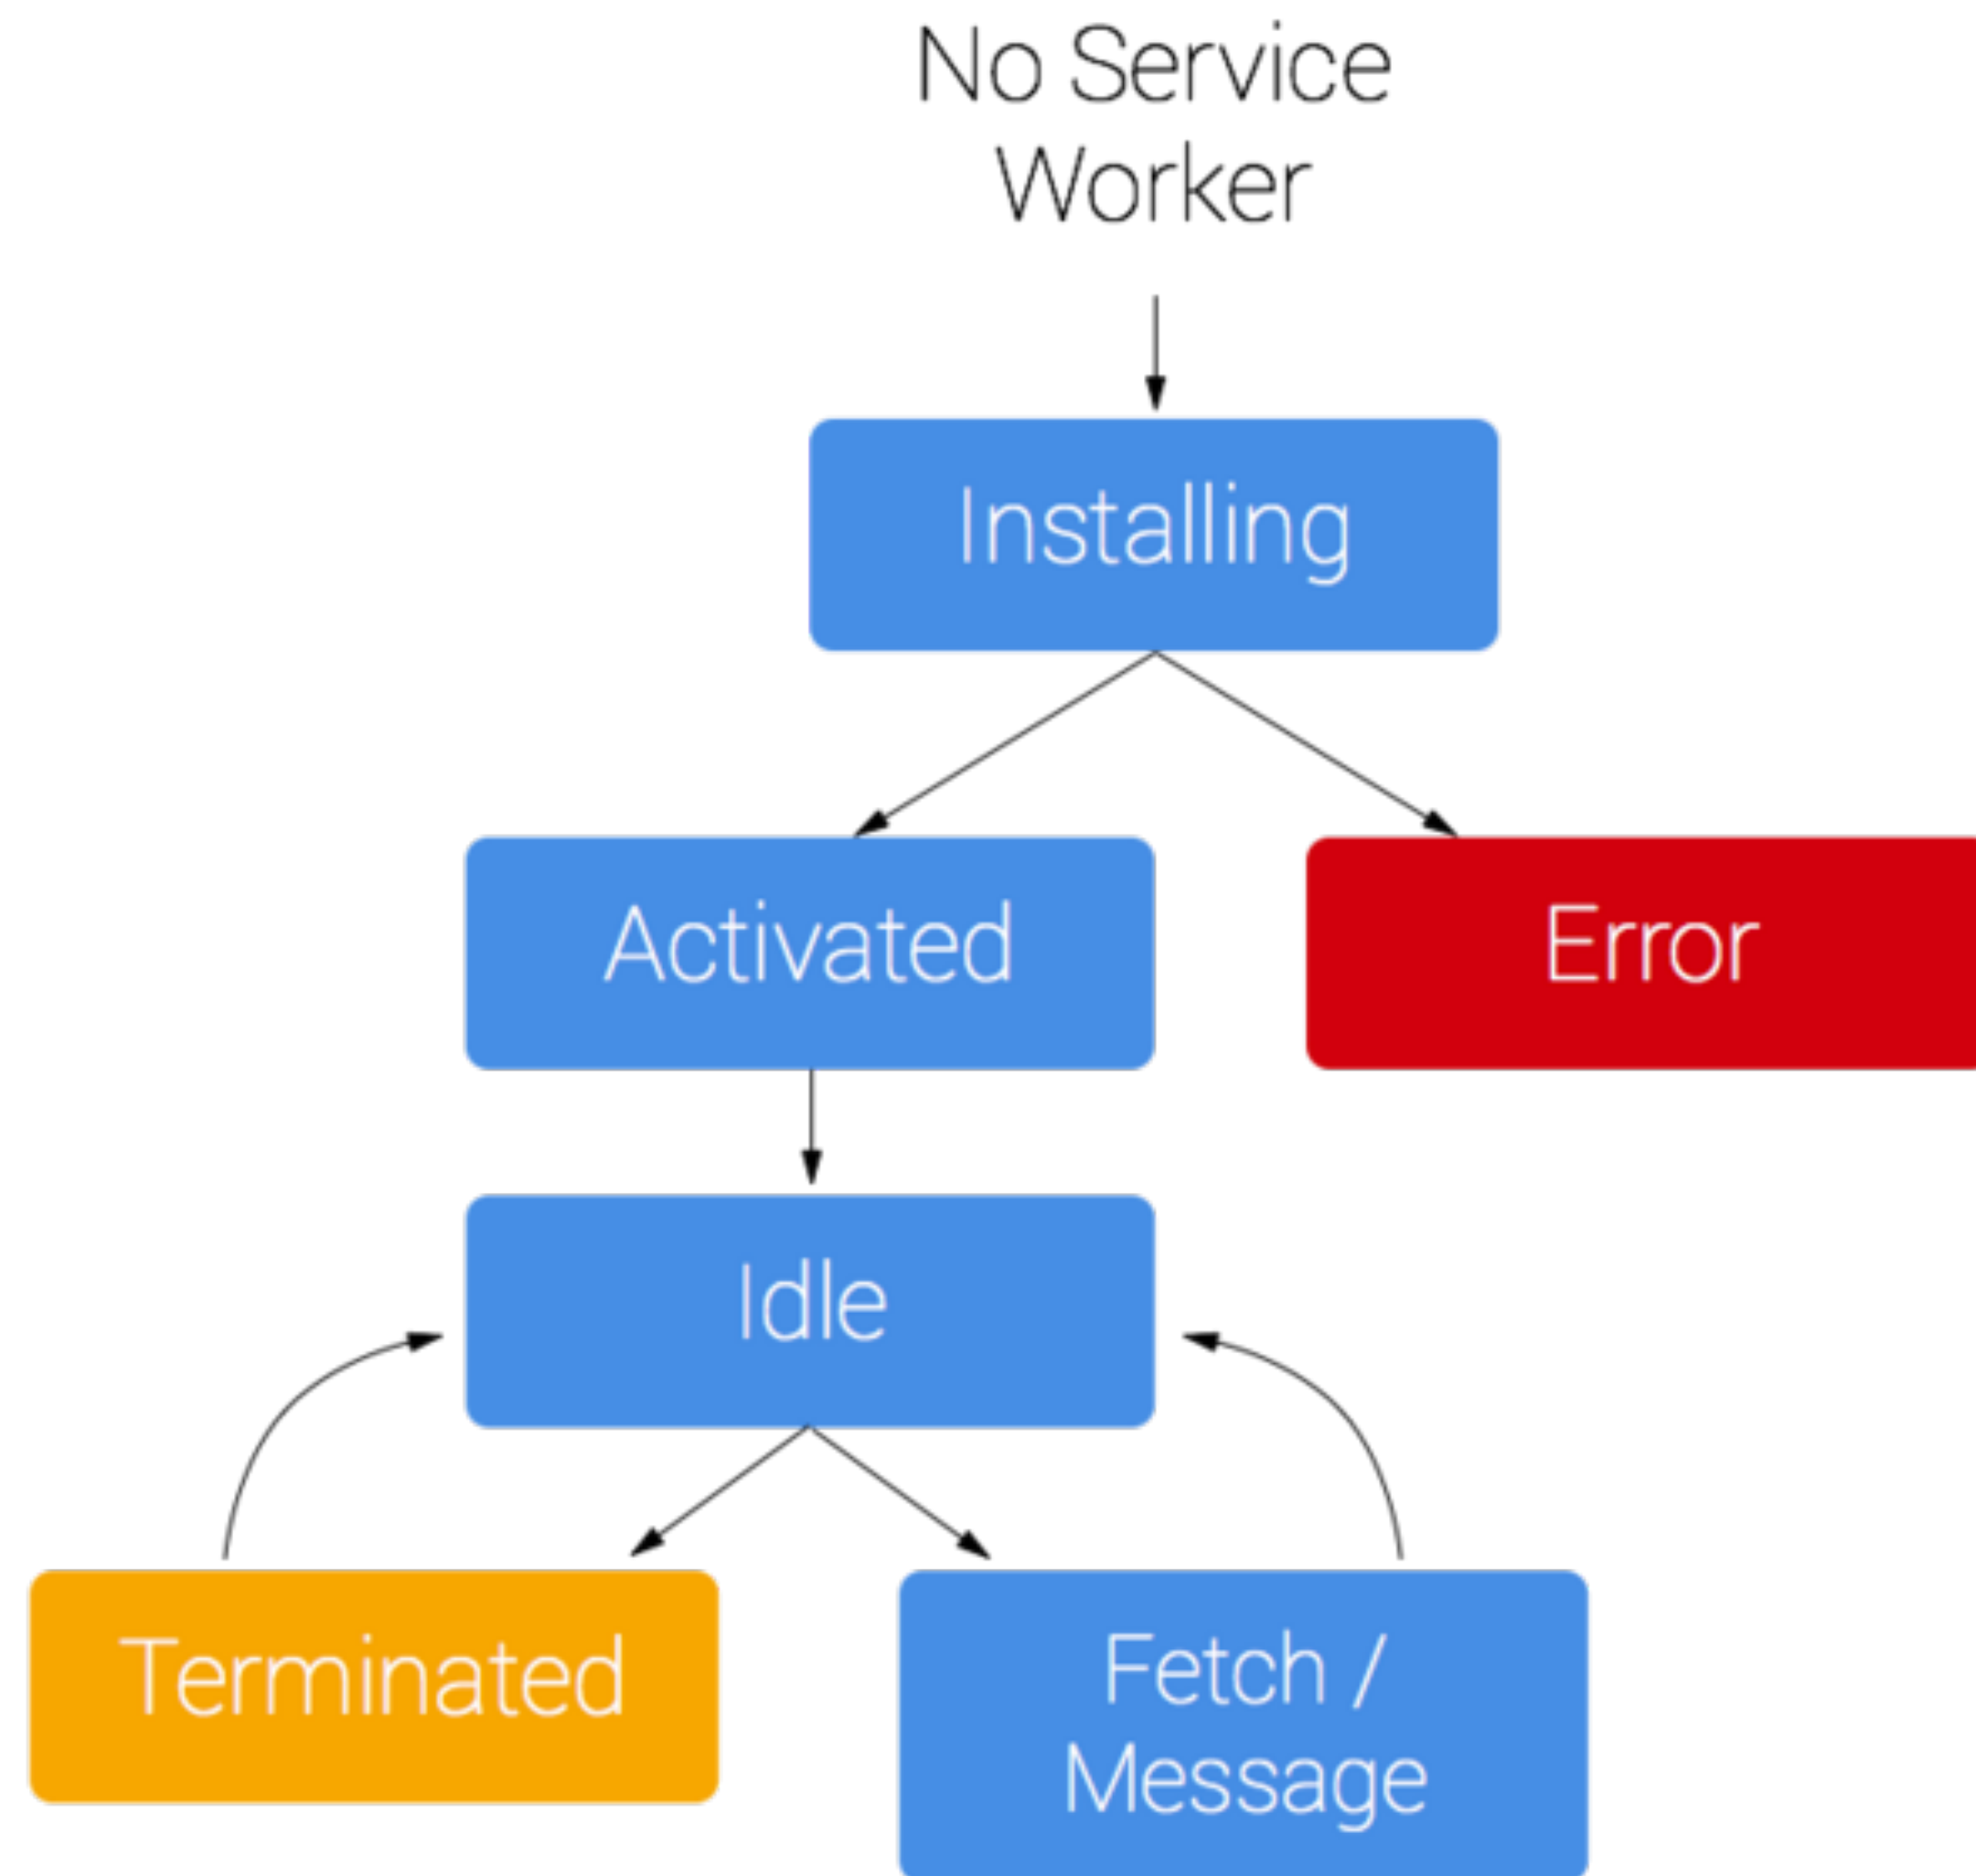 No Service
Worker
Installing
Activated
Error
Idle
Terminated
Fetch /
Message